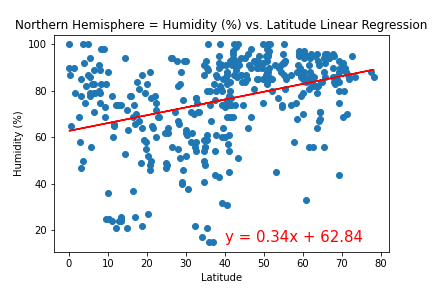 Northern Hemisphere = Humidity (%) vs. Latitude Linear Regression
100
80
60
40
20
Humidity (%)
y = 0.34x + 62.84
0 10 20 30 40 50 60 70 80
Latitude